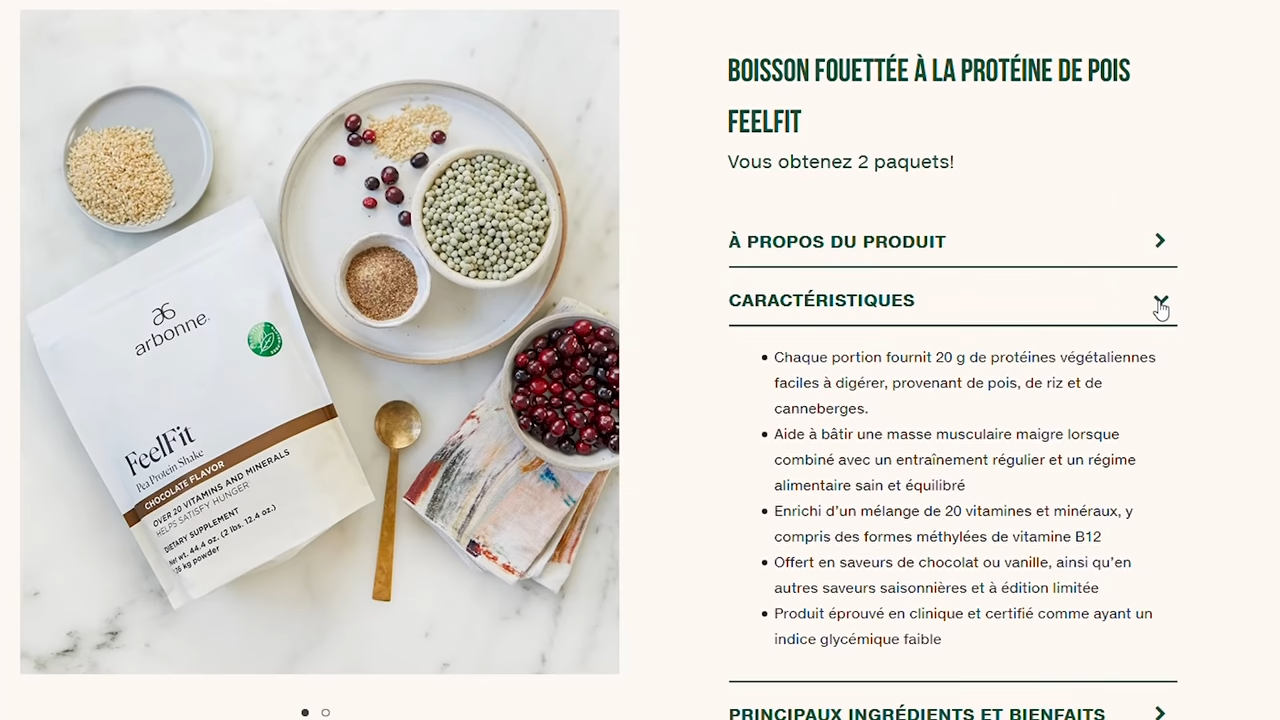 arbonne
FeelFit
Pea Protein Shake
CHOCOLATE FLAVOR
OVER 20 VITAMINS AND MINERALS
HELPS SATISFY HUNGER
DIETARY SUPPLEMENT
Net wt. 44.4 oz. (2 lbs. 12.4 oz.)
kg powder
BOISSON FOUETTÉE À LA PROTÉINE DE POIS
FEELFIT
Vous obtenez 2 paquets!
À PROPOS DU PRODUIT
CARACTÉRISTIQUES
• Chaque portion fournit 20 g de protéines végétaliennes
faciles à digérer, provenant de pois, de riz et de
canneberges.
• Aide à bâtir une masse musculaire maigre lorsque
combiné avec un entraînement régulier et un régime
alimentaire sain et équilibré
• Enrichi d'un mélange de 20 vitamines et minéraux, y
compris des formes méthylées de vitamine B12
• Offert en saveurs de chocolat ou vanille, ainsi qu'en
autres saveurs saisonnières et à édition limitée
• Produit éprouvé en clinique et certifié comme ayant un
indice glycémique faible
PRINCIPAUX INGRÉDIENTS ET BIENFAITS